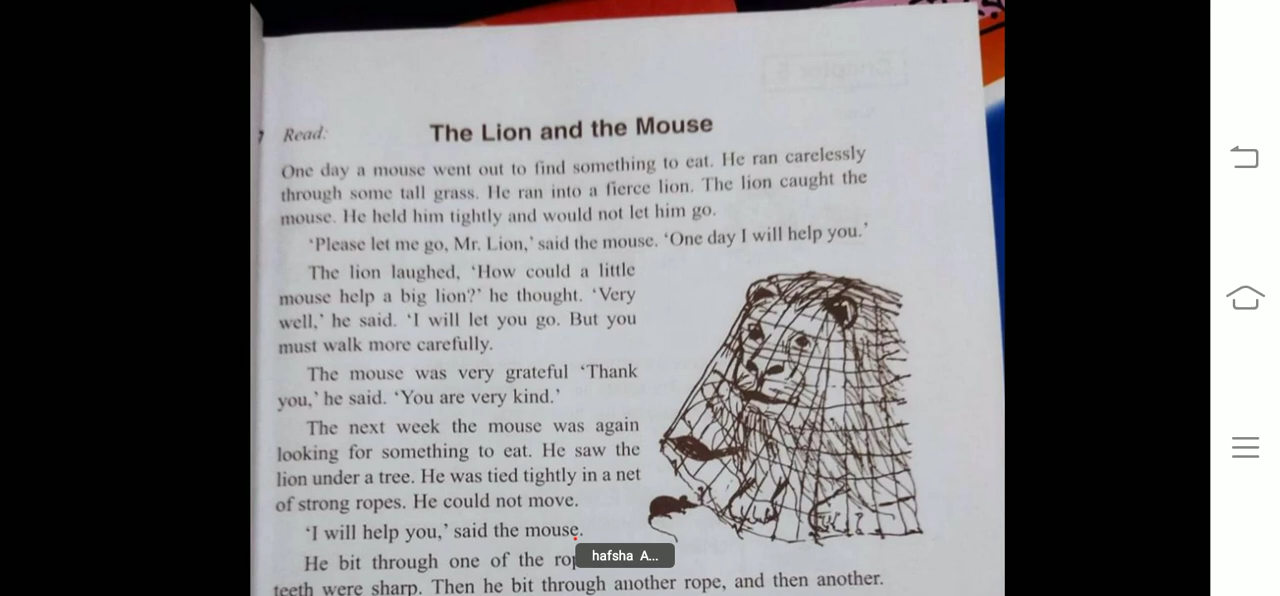 Read:
The Lion and the Mouse
One day a mouse went out to find something to eat. He ran carelessly
through some tall grass. He ran into a fierce lion. The lion caught the
mouse. He held him tightly and would not let him go.
‘Please let me go, Mr. Lion,’ said the mouse. ‘One day I will help you.’
The lion laughed, ‘How could a little
mouse help a big lion?’ he thought. ‘Very
well,’ he said. ‘I will let you go. But you
must walk more carefully.
The mouse was very grateful ‘Thank
you,’ he said. ‘You are very kind.’
The next week the mouse was again
looking for something to eat. He saw the
lion under a tree. He was tied tightly in a net
of strong ropes. He could not move.
‘I will help you,’ said the mouse.
He bit through one of the
teeth were sharp. Then he bit through another rope, and then another.
hafsha A...